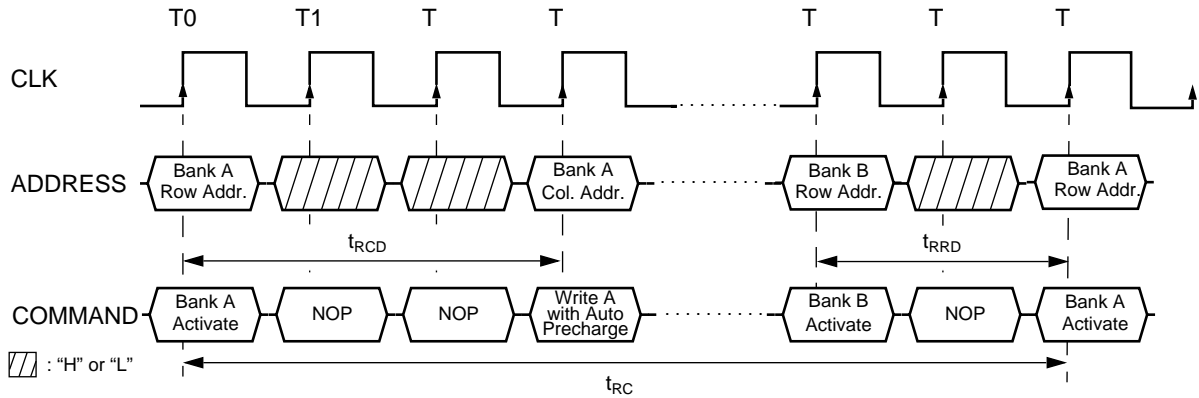 T0 T1 T T T T T
CLK
ADDRESS
Bank A
Row Addr.
Bank A
Col. Addr.
Bank B
Row Addr.
Bank A
Row Addr.
tRCD
tRRD
COMMAND
Bank A
Activate
NOP
NOP
Write A
with Auto
Precharge
Bank B
Activate
NOP
Bank A
Activate
: “H” or “L”
tRC